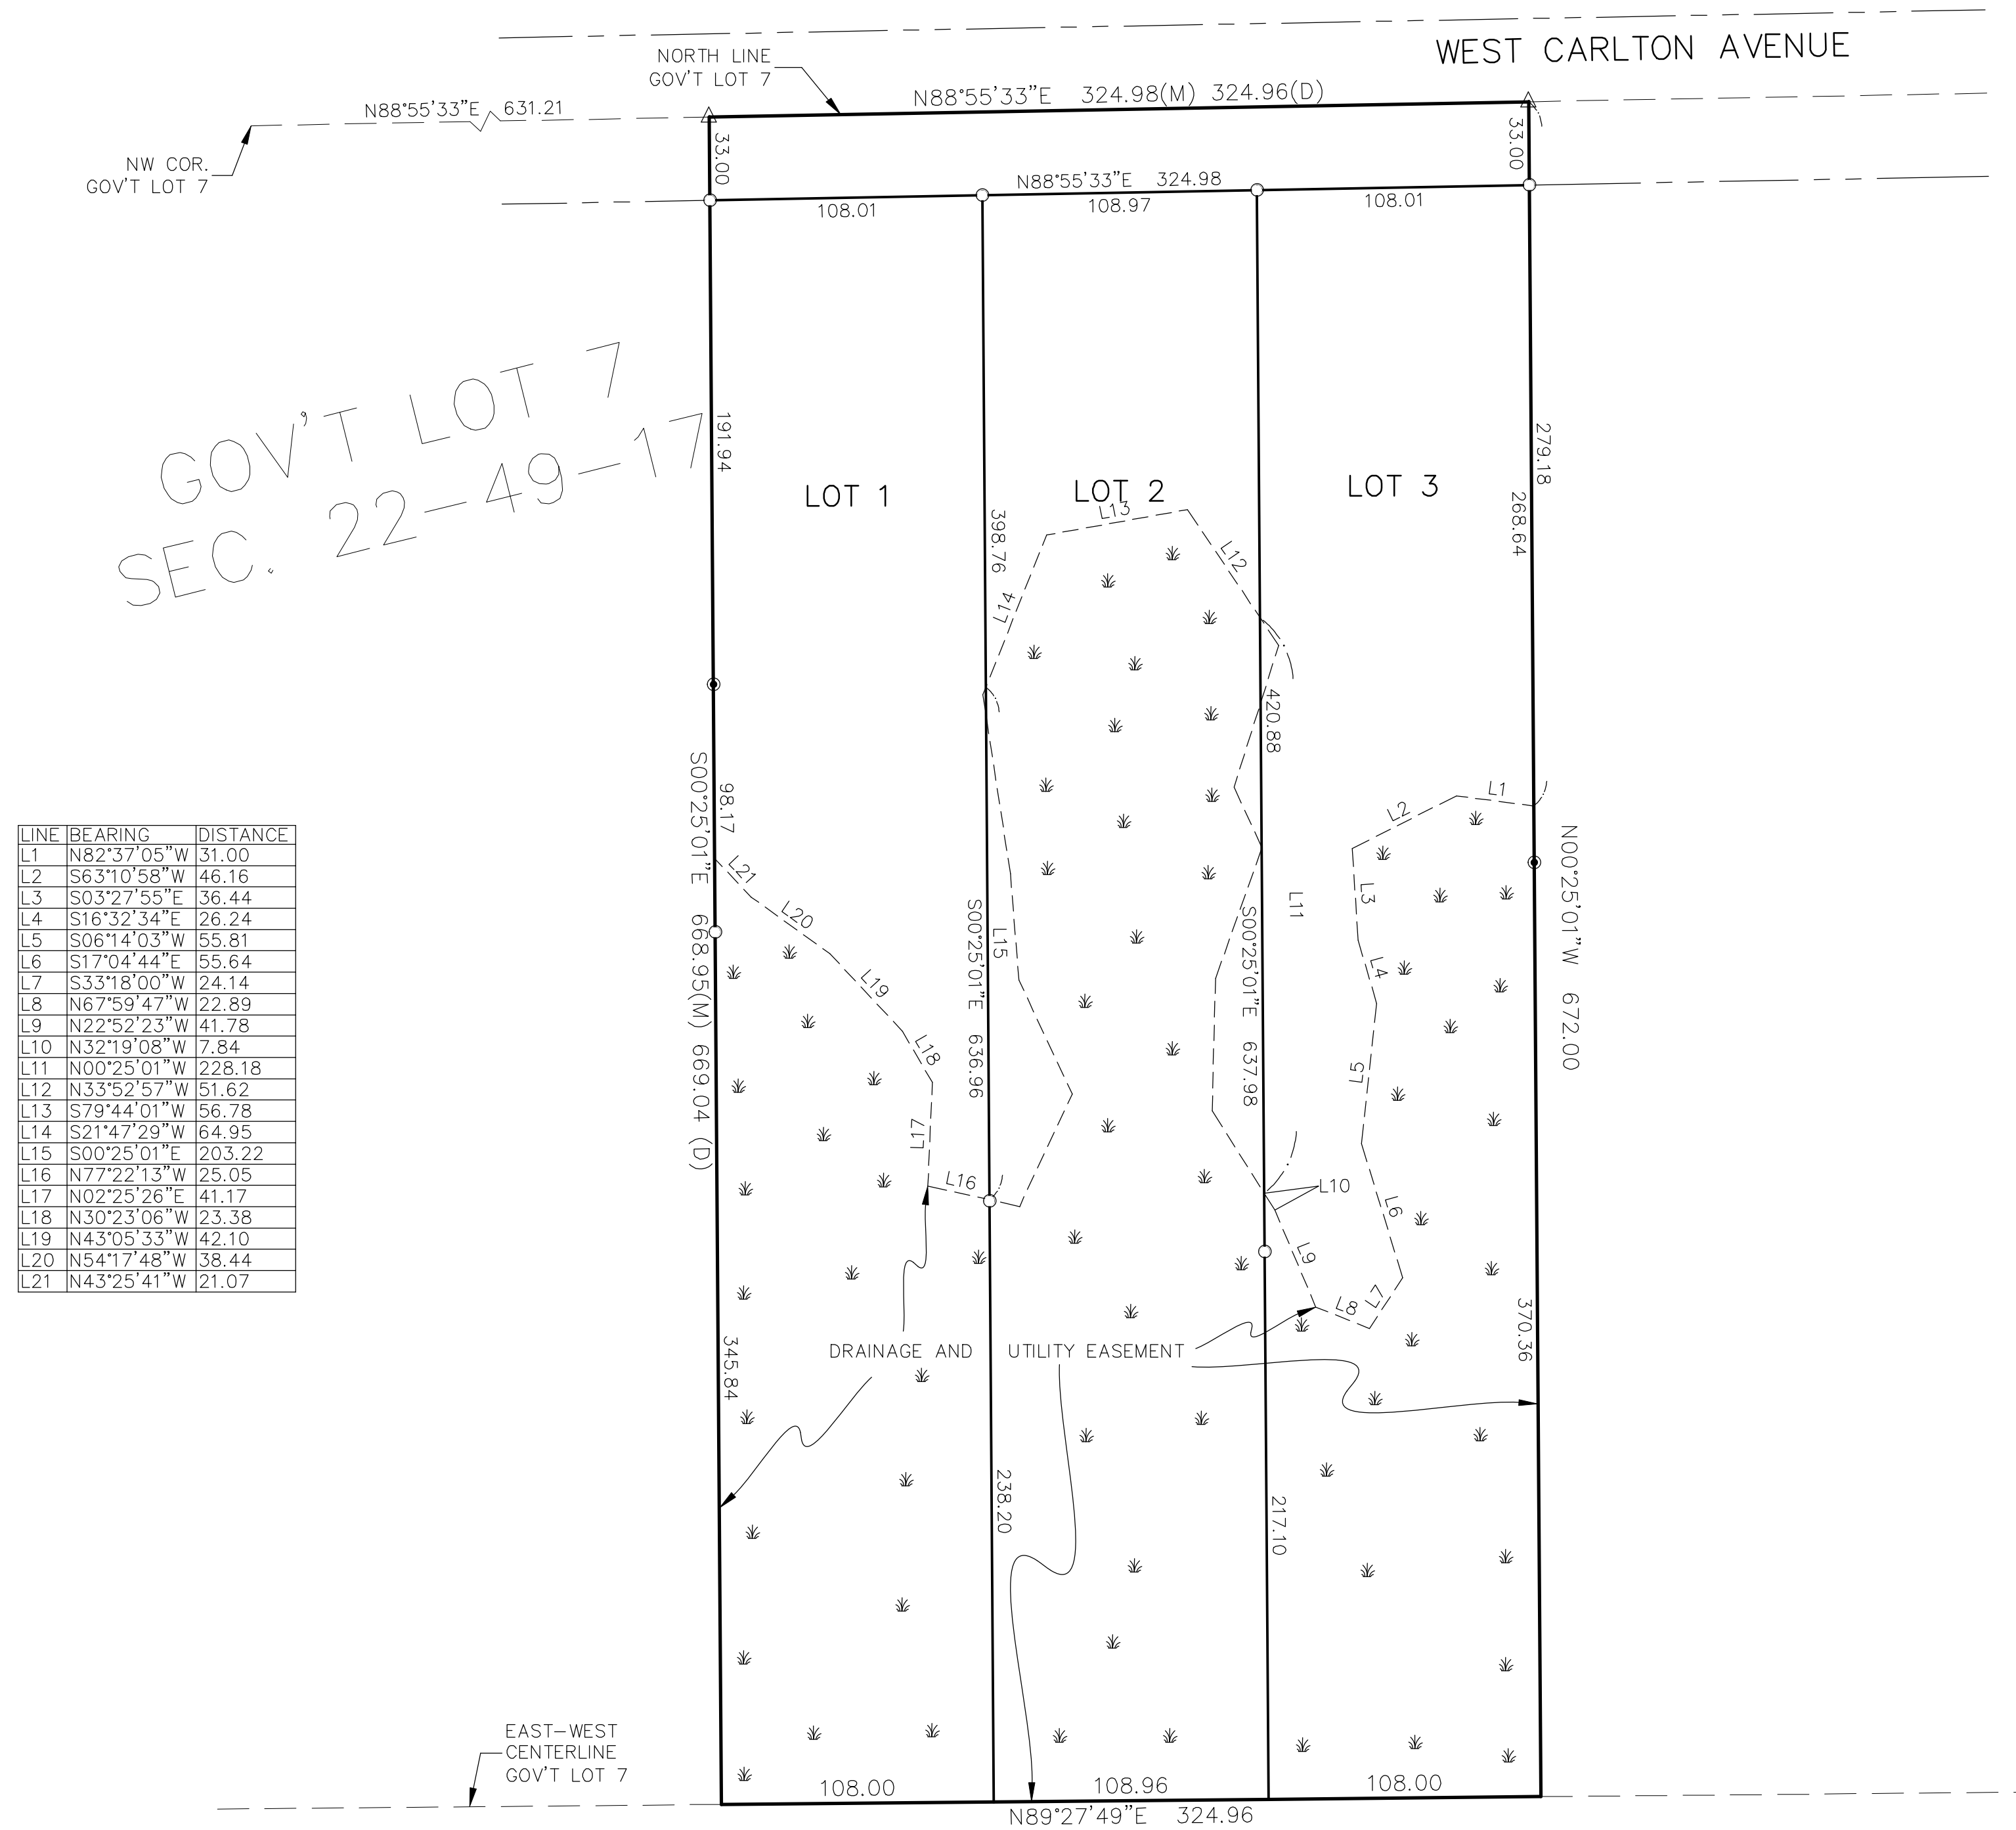 WEST CARLTON AVENUE
NORTH LINE
GOV'T LOT 7
N88°55'33"E 324.98(M) 324.96(D)
N88°55'33"E 631.21
NW COR.
GOV'T LOT 7
33.00
33.00
N88°55'33"E 324.98
108.01
108.97
108.01
GOV'T LOT 7
SEC. 22-49-17
191.94
279.18
268.64
LOT 1
LOT 2
LOT 3
L13
L12
398.76
L14
420.88
S00°25'01"E 668.95(M) 669.04 (D)
98.17
L21
L20
L19
L18
L17
L16
L15
S00°25'01"E 636.96
S00°25'01"E 637.98
L11
L1
L2
L3
L4
L5
L6
L7
L8
L9
L10
N00°25'01"W 672.00
LINE BEARING DISTANCE
L1 N82°37'05"W 31.00
L2 S63°10'58"W 46.16
L3 S03°27'55"E 36.44
L4 S16°32'34"E 26.24
L5 S06°14'03"W 55.81
L6 S17°04'44"E 55.64
L7 S33°18'00"W 24.14
L8 N67°59'47"W 22.89
L9 N22°52'23"W 41.78
L10 N32°19'08"W 7.84
L11 N00°25'01"W 228.18
L12 N33°52'57"W 51.62
L13 S79°44'01"W 56.78
L14 S21°47'29"W 64.95
L15 S00°25'01"E 203.22
L16 N77°22'13"W 25.05
L17 N02°25'26"E 41.17
L18 N30°23'06"W 23.38
L19 N43°05'33"W 42.10
L20 N54°17'48"W 38.44
L21 N43°25'41"W 21.07
345.84
370.36
DRAINAGE AND UTILITY EASEMENT
238.20
217.10
EAST-WEST
CENTERLINE
GOV'T LOT 7
108.00
108.96
108.00
N89°27'49"E 324.96